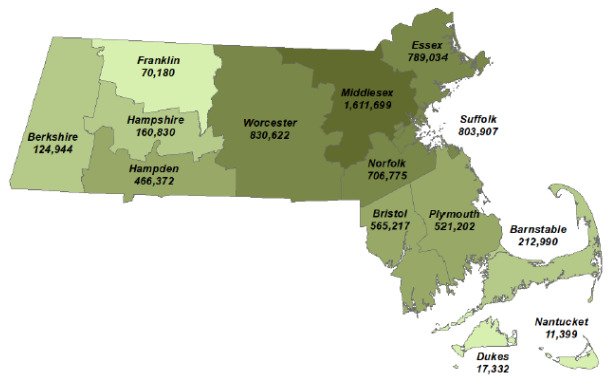 Essex
789,034
Franklin
70,180
Middlesex
1,611,699
Hampshire
160,830
Worcester
830,622
Suffolk
803,907
Berkshire
124,944
Hampden
466,372
Norfolk
706,775
Bristol
565,217
Plymouth
521,202
Barnstable
212,990
Nantucket
11,399
Dukes
17,332